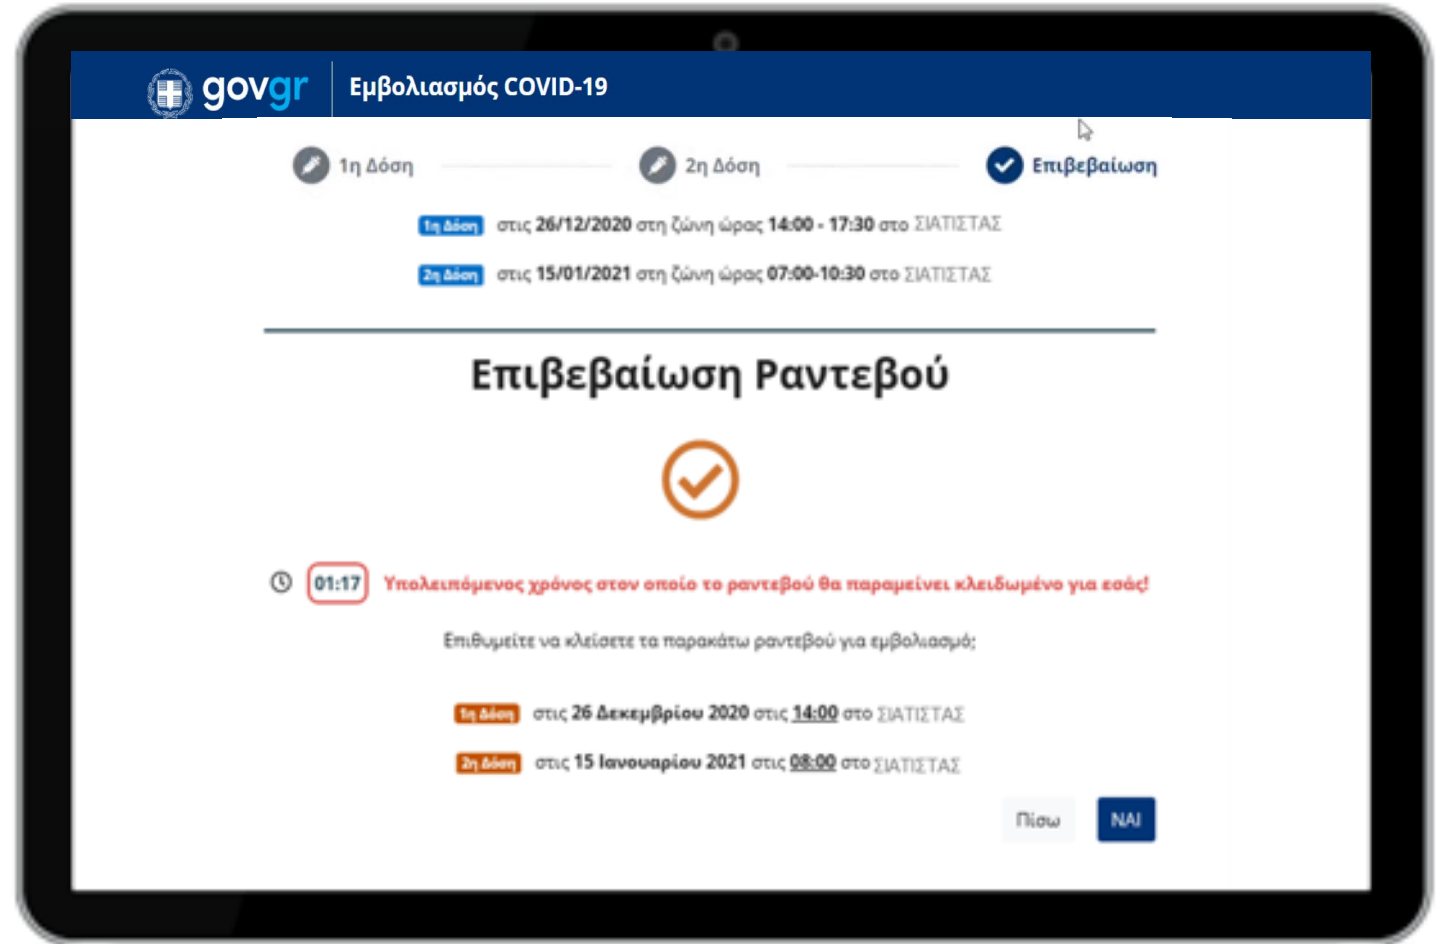 govgr Εμβολιασμός COVID-19
1η Δόση 2η Δόση Επιβεβαίωση
1η Δόση στις 26/12/2020 στη ζώνη ώρας 14:00 - 17:30 στο ΣΙΑΤΙΣΤΑΣ
2η Δόση στις 15/01/2021 στη ζώνη ώρας 07:00-10:30 στο ΣΙΑΤΙΣΤΑΣ
Επιβεβαίωση Ραντεβού
01:17 Υπολειπόμενος χρόνος στον οποίο το ραντεβού θα παραμείνει κλειδωμένο για εσάς!
Επιθυμείτε να κλείσετε τα παρακάτω ραντεβού για εμβολιασμό;
1η Δόση στις 26 Δεκεμβρίου 2020 στις 14:00 στο ΣΙΑΤΙΣΤΑΣ
2η Δόση στις 15 Ιανουαρίου 2021 στις 08:00 στο ΣΙΑΤΙΣΤΑΣ
Πίσω ΝΑΙ